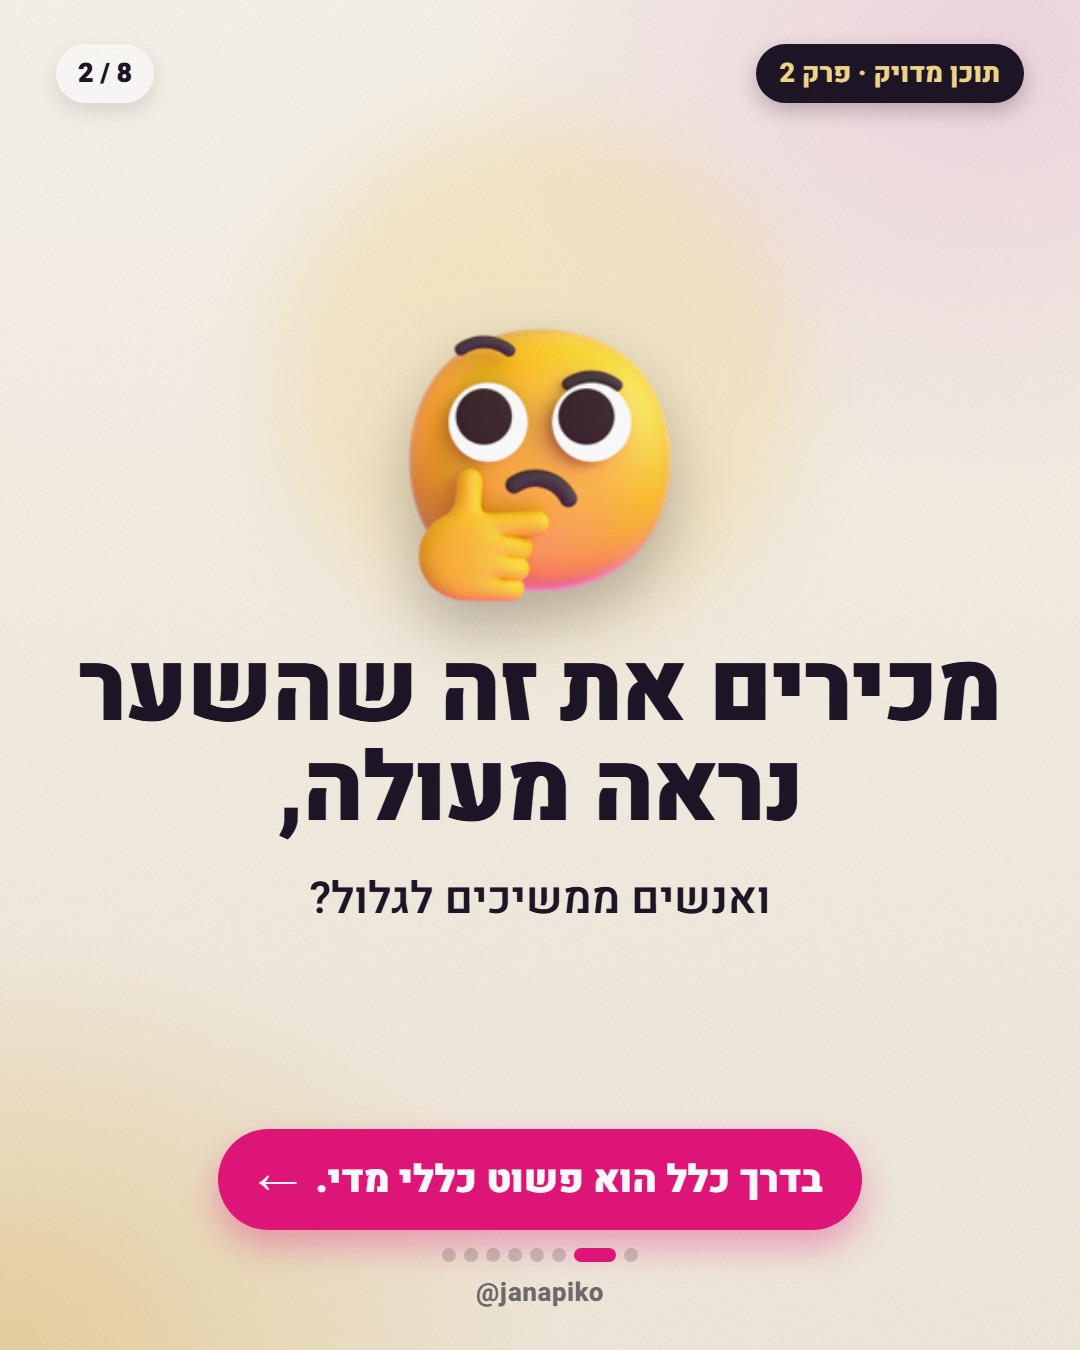 תוכן מדויק · פרק 2
2 / 8
מכירים את זה שהשער
נראה מעולה,
ואנשים ממשיכים לגלול?
בדרך כלל הוא פשוט כללי מדי. ←
@janapiko